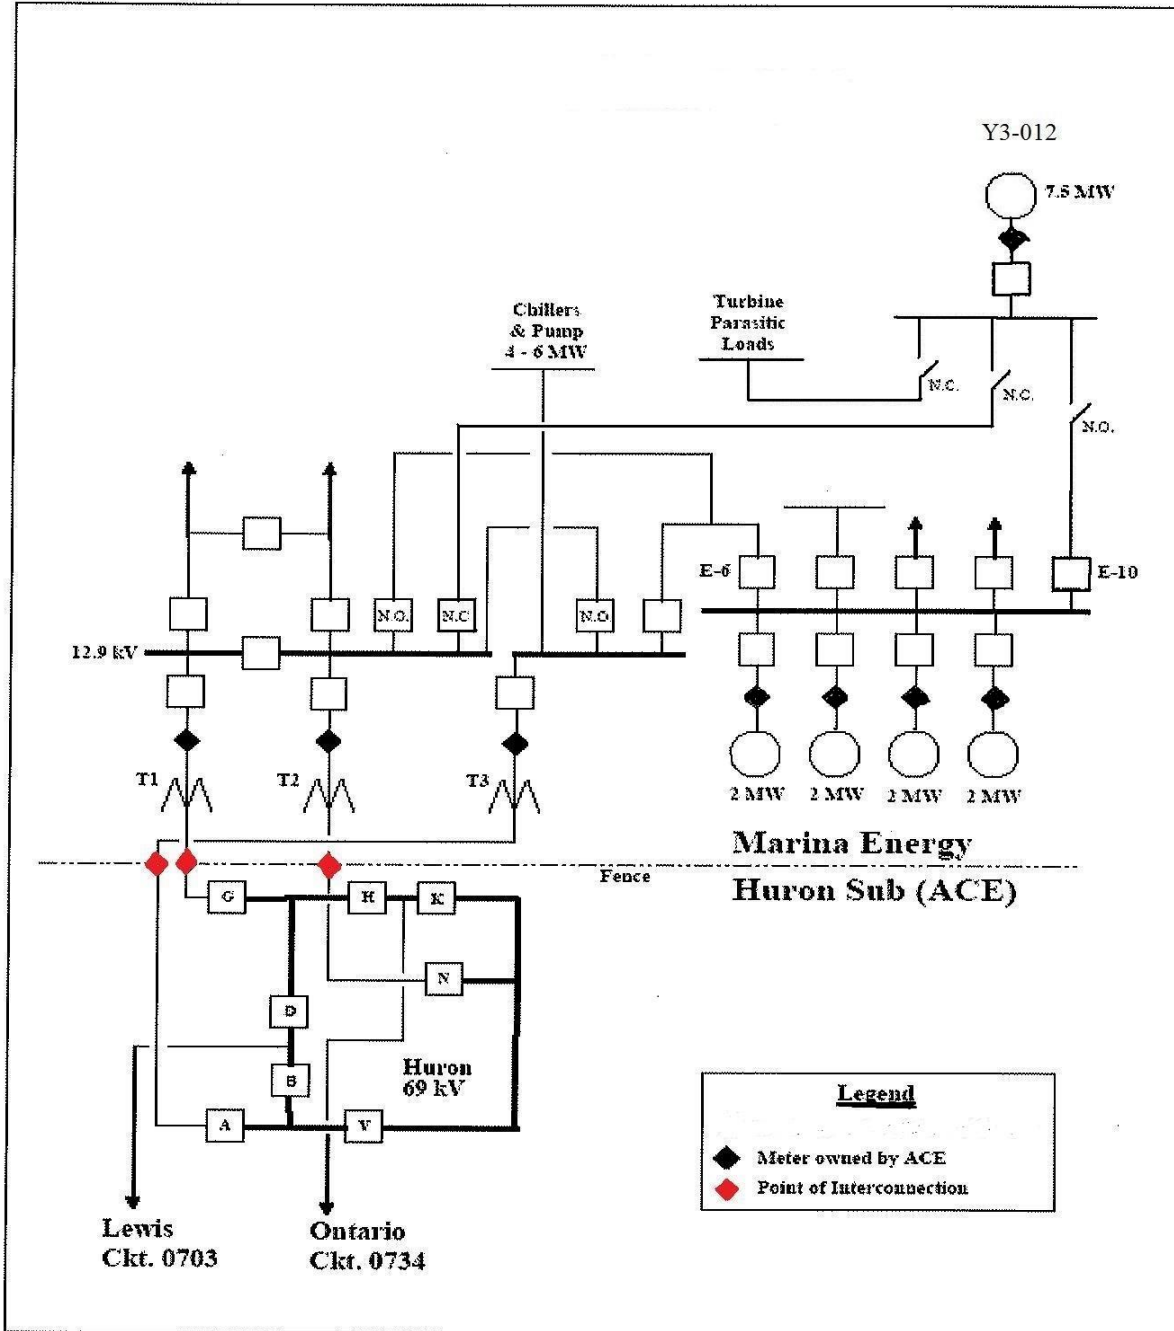 Y3-012
7.5 MW
Chillers
& Pump
4 - 6 MW
Turbine
Parasitic
Loads
N.C.
N.C.
N.O.
E-6
E-10
N.O.
N.C
N.O.
12.9 kV
T1
T2
T3
2 MW
2 MW
2 MW
2 MW
Marina Energy
Fence
Huron Sub (ACE)
G
H
K
N
D
B
Huron
69 kV
A
V
Legend
Meter owned by ACE
Point of Interconnection
Lewis
Ckt. 0703
Ontario
Ckt. 0734